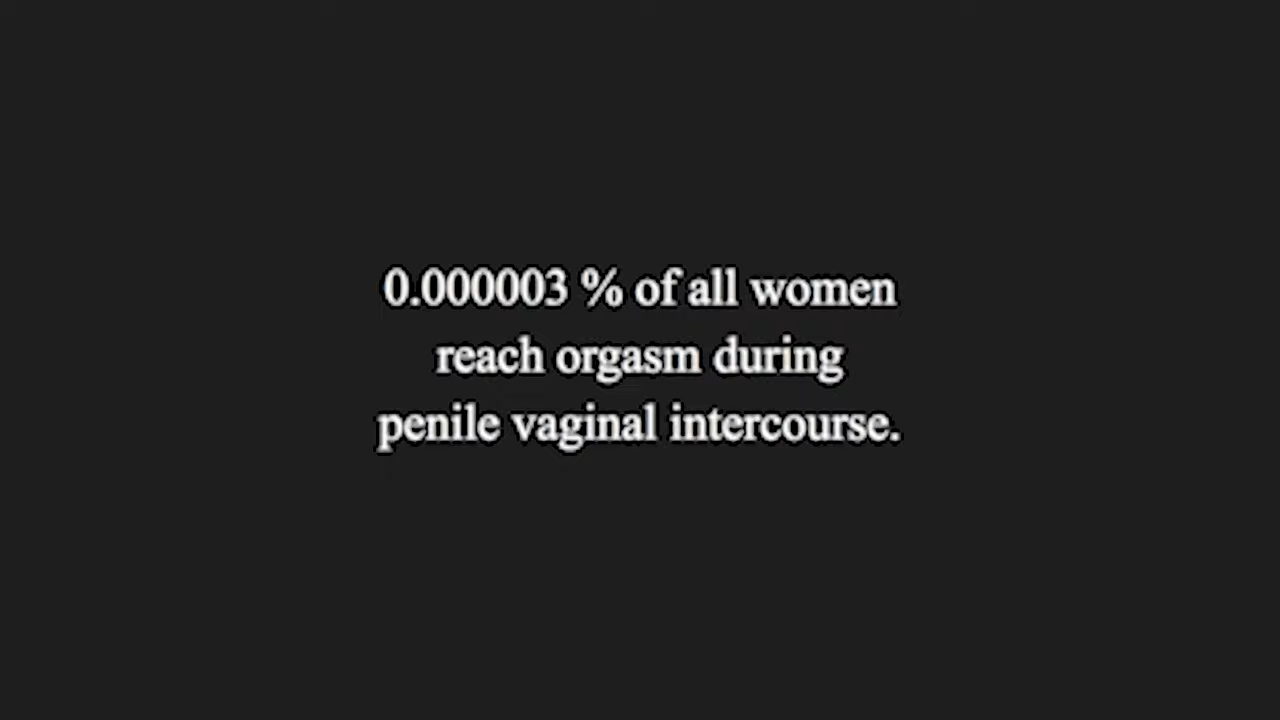 0.000003 % of all women
reach orgasm during
penile vaginal intercourse.